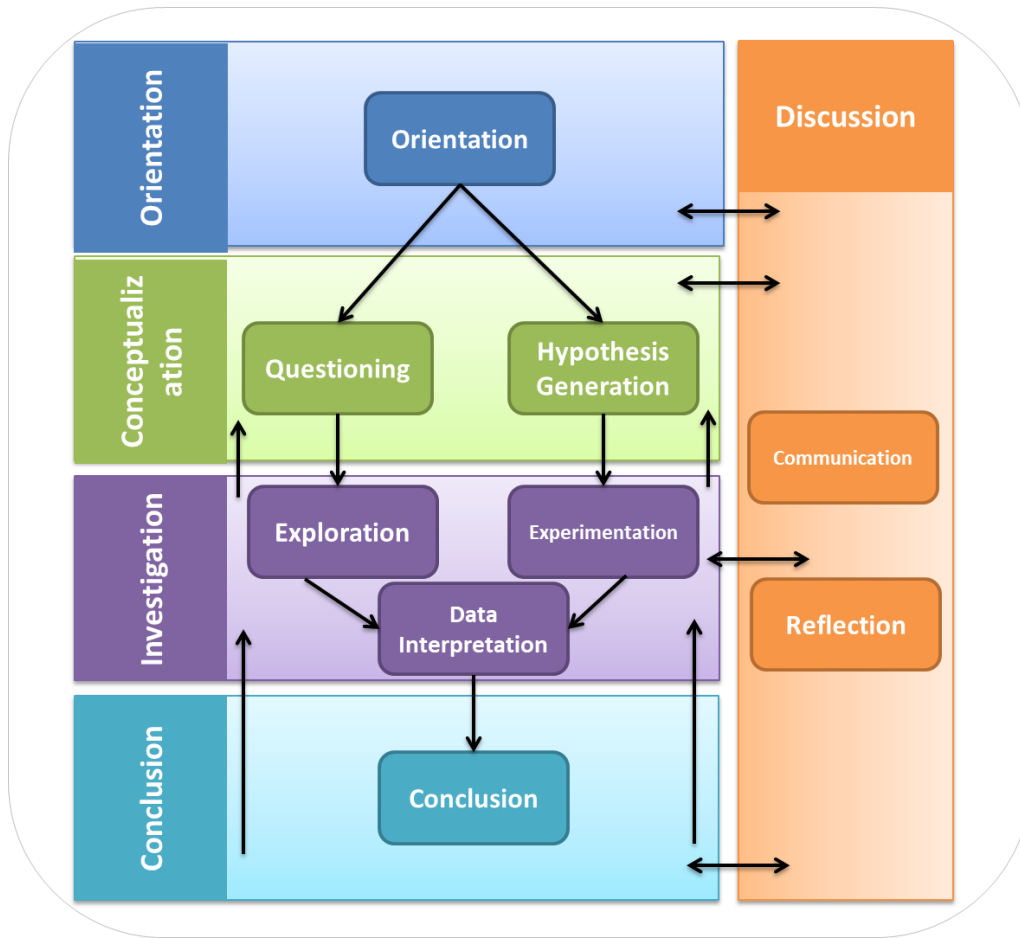 Orientation
Orientation
Discussion
Conceptualiz
ation
Questioning
Hypothesis
Generation
Communication
Investigation
Exploration
Experimentation
Data
Interpretation
Reflection
Conclusion
Conclusion